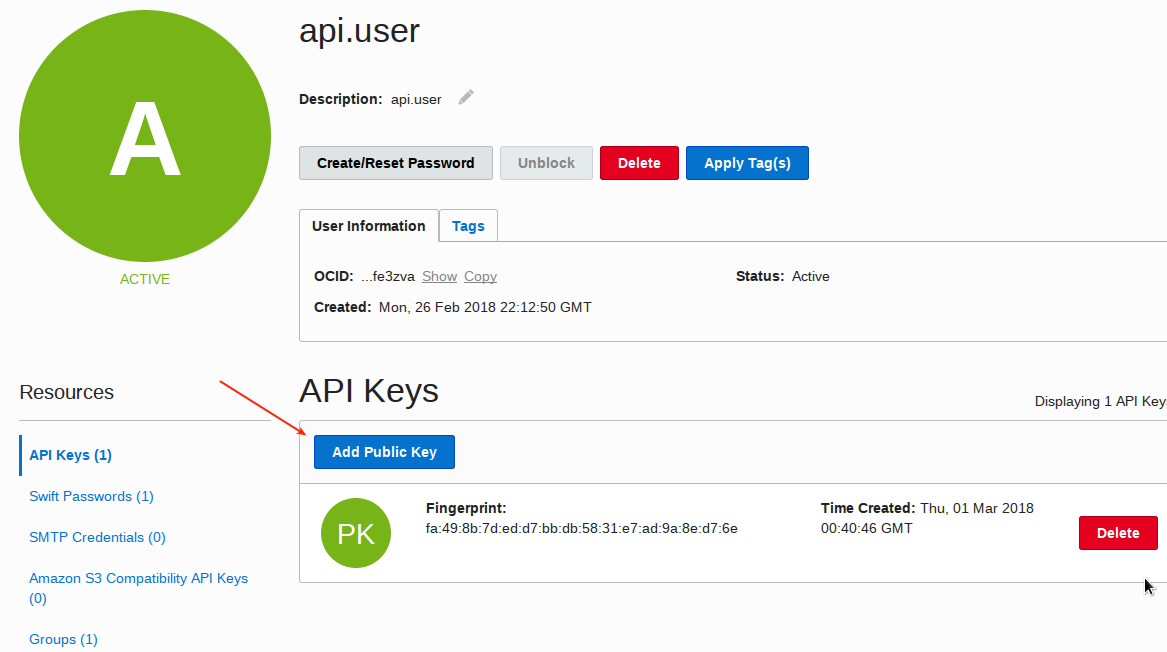 A
ACTIVE
api.user
Description: api.user
Create/Reset Password Unblock Delete Apply Tag(s)
User Information Tags
OCID: ...fe3zva Show Copy Status: Active
Created: Mon, 26 Feb 2018 22:12:50 GMT
Resources
API Keys (1)
Swift Passwords (1)
SMTP Credentials (0)
Amazon S3 Compatibility API Keys
(0)
Groups (1)
API Keys
Displaying 1 API Keys
Add Public Key
PK
Fingerprint:
fa:49:8b:7d:ed:d7:bb:db:58:31:e7:ad:9a:8e:d7:6e
Time Created: Thu, 01 Mar 2018
00:40:46 GMT
Delete